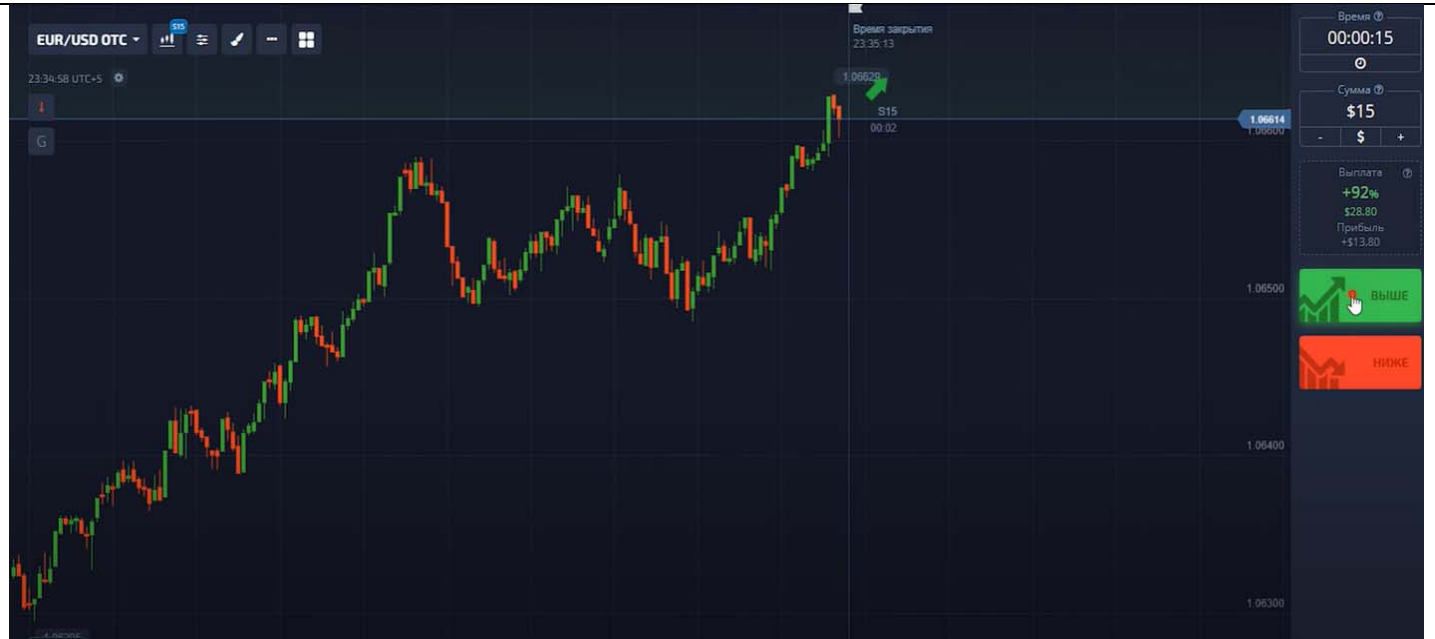 EUR/USD OTC
S15
23:34:58 UTC+5
G
Время закрытия
23:35:13
1.06629
S15
00:02
1.06614
1.06600
1.06500
1.06400
1.06300
Время
00:00:15
Сумма
$15
- $ +
Выплата
+92%
$28.80
Прибыль
+$13.80
ВЫШЕ
НИЖЕ